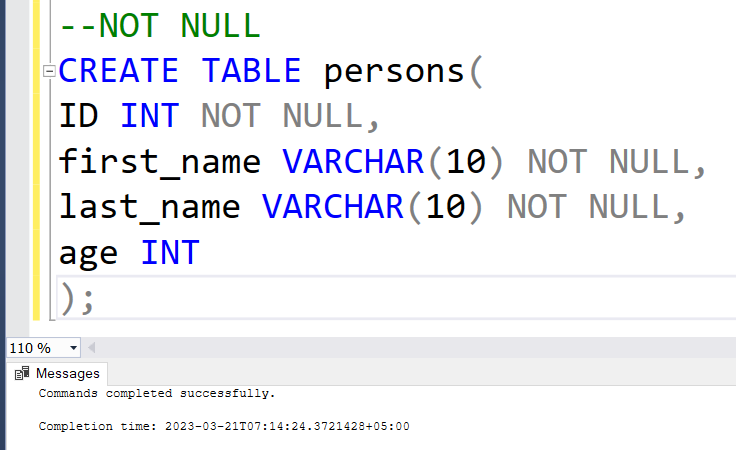 --NOT NULL
CREATE TABLE persons(
ID INT NOT NULL,
first_name VARCHAR(10) NOT NULL,
last_name VARCHAR(10) NOT NULL,
age INT
);
110 %
Messages
Commands completed successfully.
Completion time: 2023-03-21T07:14:24.3721428+05:00